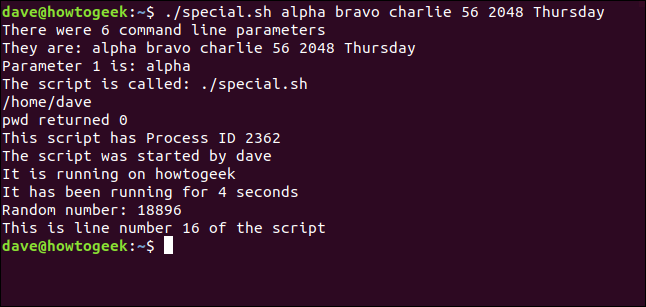 dave@howtogeek:~$ ./special.sh alpha bravo charlie 56 2048 Thursday
There were 6 command line parameters
They are: alpha bravo charlie 56 2048 Thursday
Parameter 1 is: alpha
The script is called: ./special.sh
/home/dave
pwd returned 0
This script has Process ID 2362
The script was started by dave
It is running on howtogeek
It has been running for 4 seconds
Random number: 18896
This is line number 16 of the script
dave@howtogeek:~$